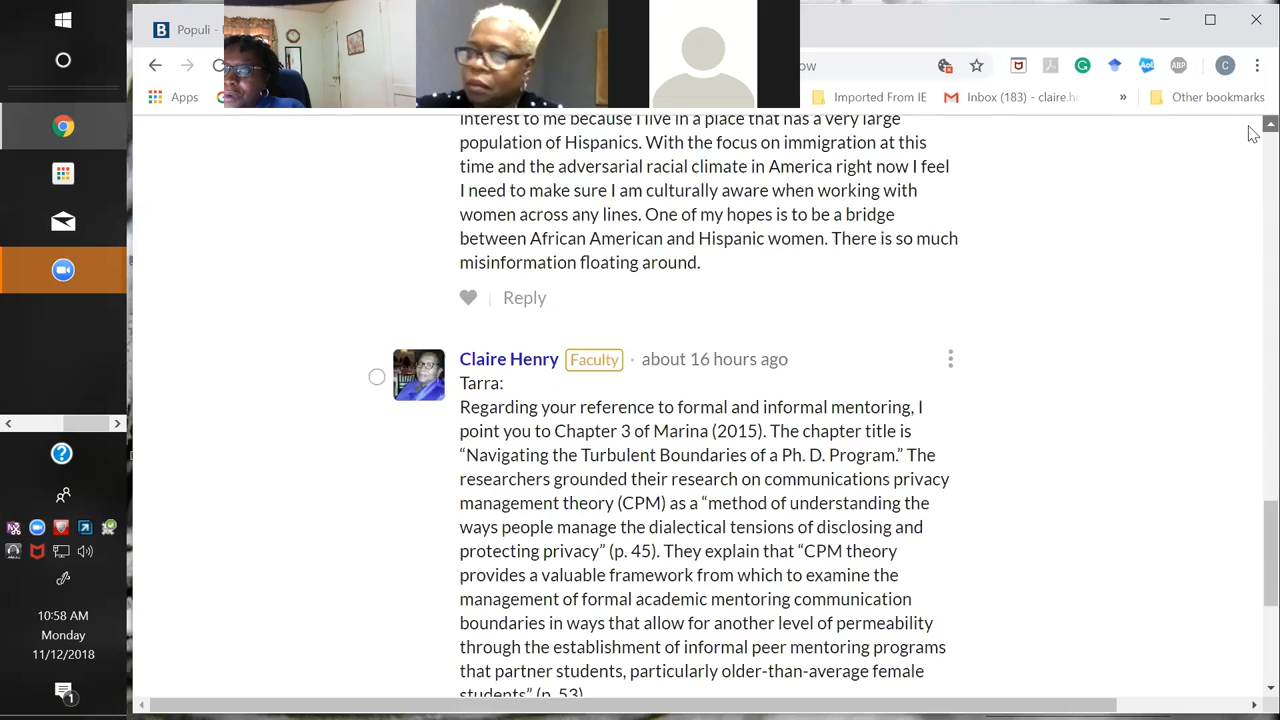 Populi -
ow
ABP
C
Apps
Imported From IE
Inbox (183) - claire.h
»
Other bookmarks
interest to me because I live in a place that has a very large
population of Hispanics. With the focus on immigration at this
time and the adversarial racial climate in America right now I feel
I need to make sure I am culturally aware when working with
women across any lines. One of my hopes is to be a bridge
between African American and Hispanic women. There is so much
misinformation floating around.
Reply
Claire Henry Faculty · about 16 hours ago
Tarra:
Regarding your reference to formal and informal mentoring, I
point you to Chapter 3 of Marina (2015). The chapter title is
“Navigating the Turbulent Boundaries of a Ph. D. Program.” The
researchers grounded their research on communications privacy
management theory (CPM) as a “method of understanding the
ways people manage the dialectical tensions of disclosing and
protecting privacy” (p. 45). They explain that “CPM theory
provides a valuable framework from which to examine the
management of formal academic mentoring communication
boundaries in ways that allow for another level of permeability
through the establishment of informal peer mentoring programs
that partner students, particularly older-than-average female
students” (p. 53).
10:58 AM
Monday
11/12/2018
1